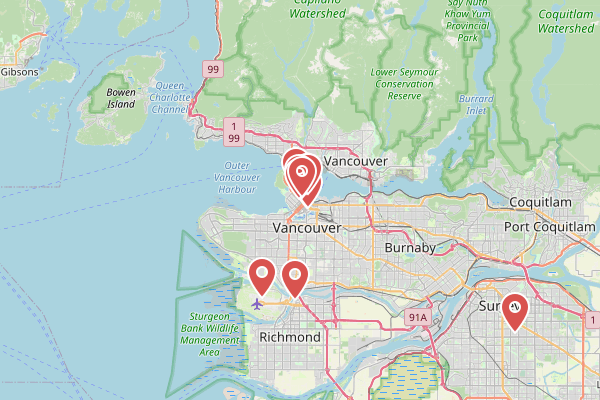 Capilano
Watershed
Say Nuth
Khaw Yum
Provincial
Park
Coquitlam
Watershed
Gibsons
99
Bowen
Island
Queen
Charlotte
Channel
Lower Seymour
Conservation
Reserve
Burrard
Inlet
1
99
Outer
Vancouver
Harbour
Vancouver
Coquitlam
Port Coquitlam
Vancouver
Burnaby
Sturgeon
Bank Wildlife
Management
Area
Richmond
91A
1